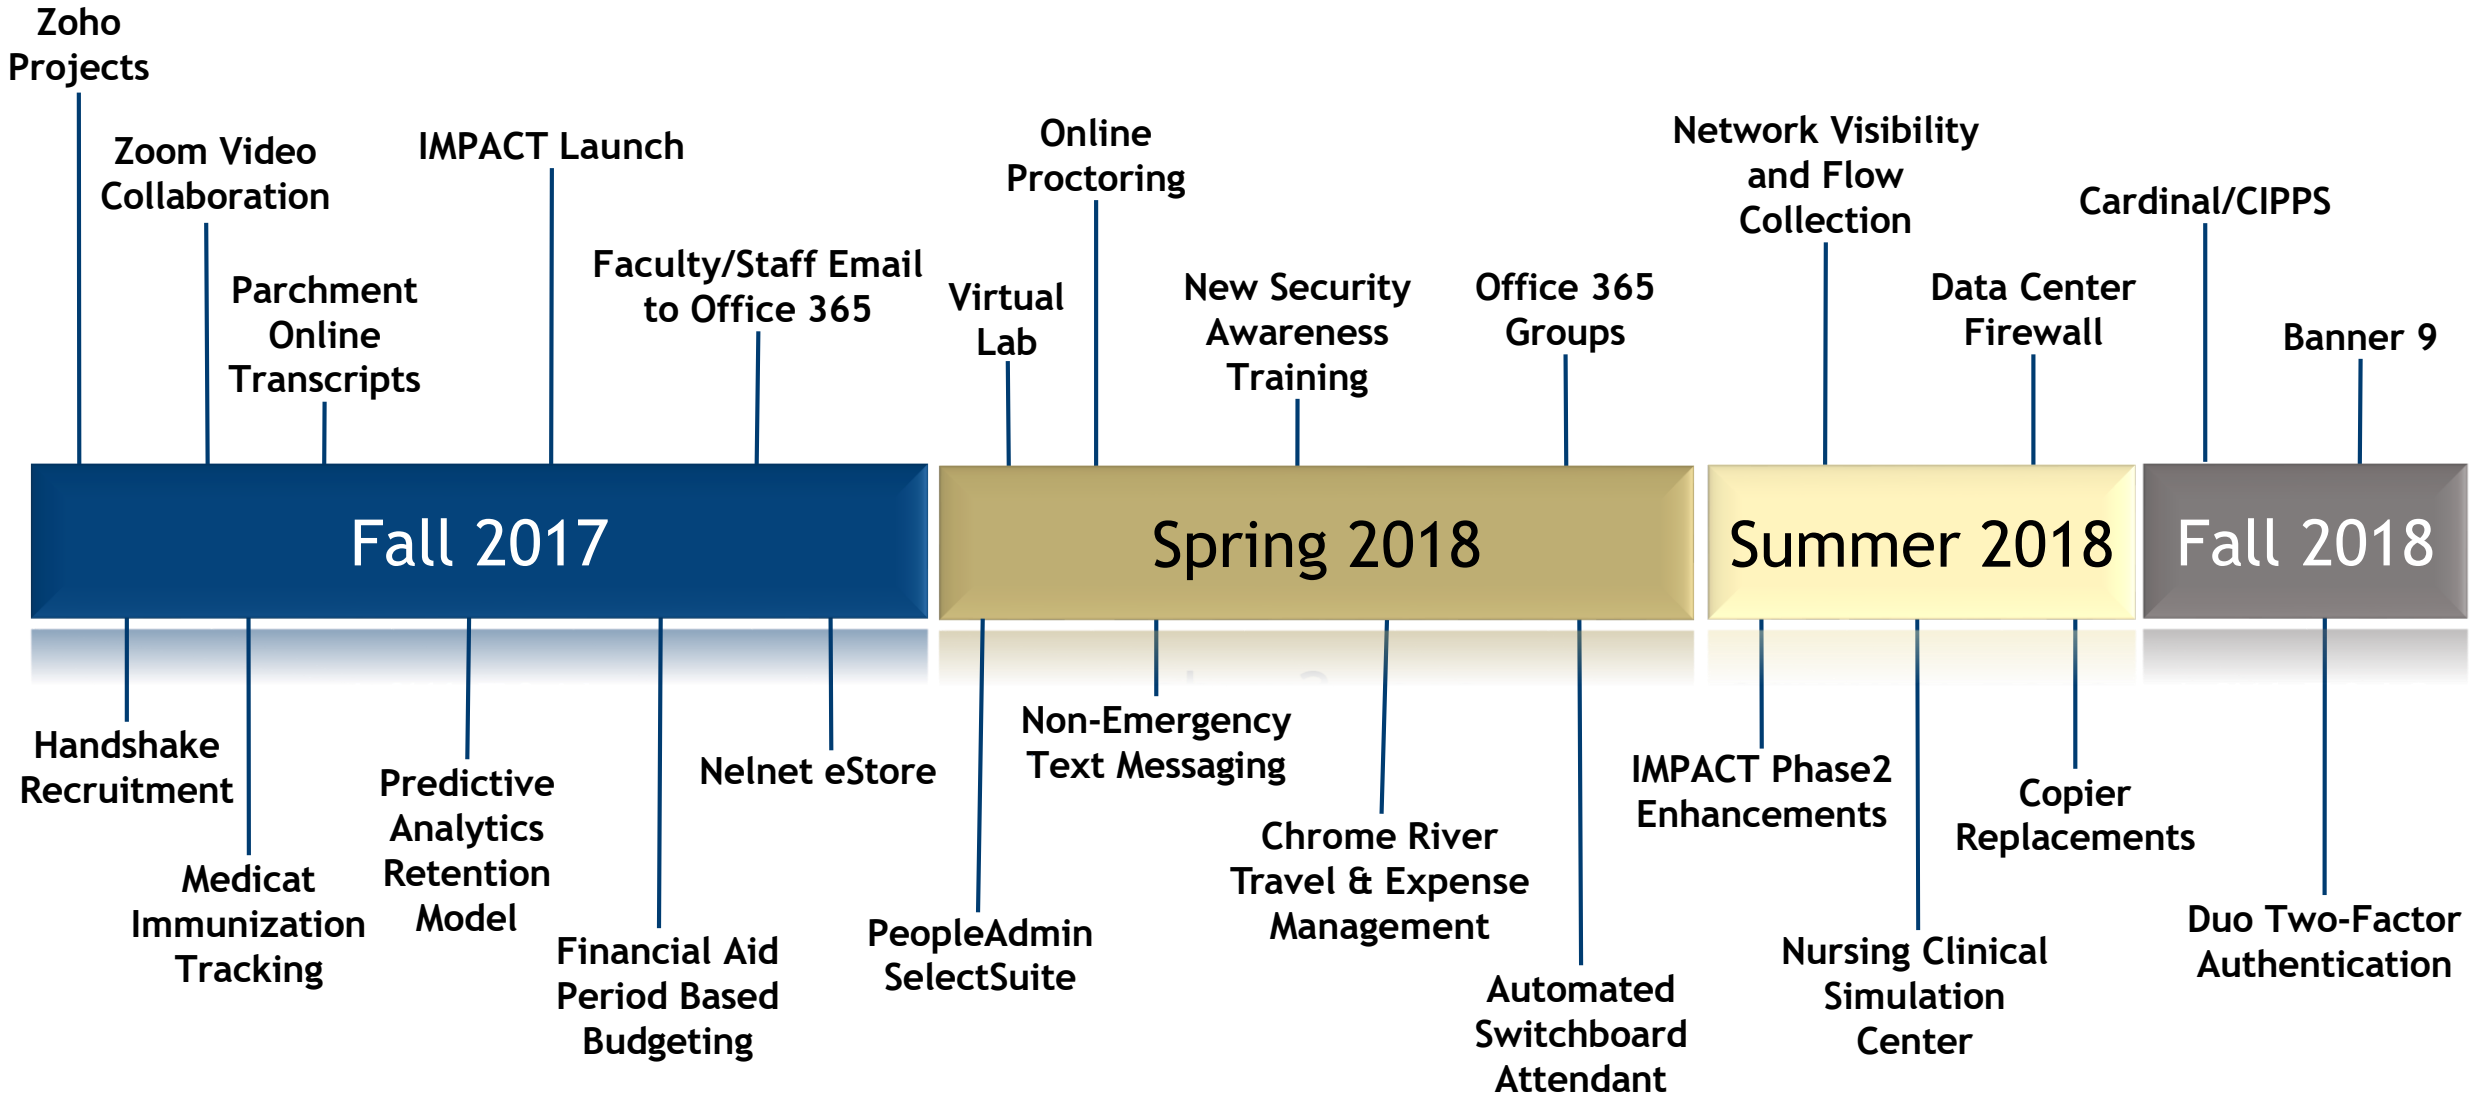 Zoho
Projects
Zoom Video
Collaboration
Parchment
Online
Transcripts
IMPACT Launch
Faculty/Staff Email
to Office 365
Virtual
Lab
Online
Proctoring
New Security
Awareness
Training
Office 365
Groups
Network Visibility
and Flow
Collection
Data Center
Firewall
Cardinal/CIPPS
Banner 9
Fall 2017
Spring 2018
Summer 2018
Fall 2018
Handshake
Recruitment
Medicat
Immunization
Tracking
Predictive
Analytics
Retention
Model
Financial Aid
Period Based
Budgeting
Nelnet eStore
PeopleAdmin
SelectSuite
Non-Emergency
Text Messaging
Chrome River
Travel & Expense
Management
Automated
Switchboard
Attendant
IMPACT Phase2
Enhancements
Nursing Clinical
Simulation
Center
Copier
Replacements
Duo Two-Factor
Authentication